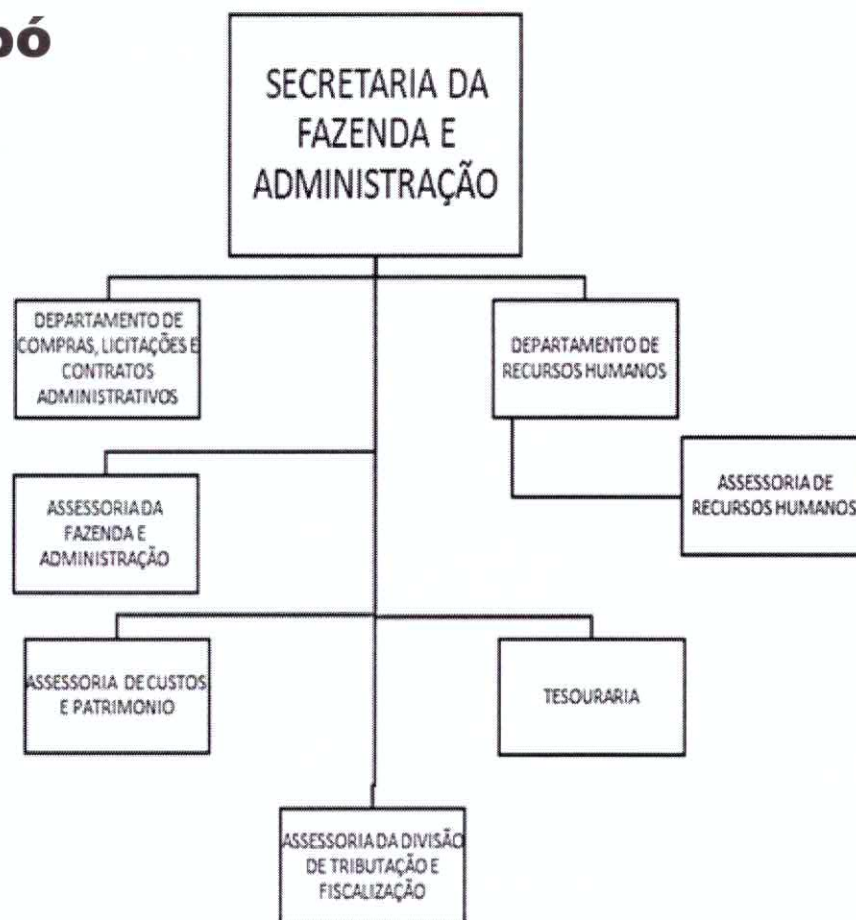 SECRETARIA DA
FAZENDA E
ADMINISTRAÇÃO
DEPARTAMENTO DE
COMPRAS, LICITAÇÕES E
CONTRATOS
ADMINISTRATIVOS
DEPARTAMENTO DE
RECURSOS HUMANOS
ASSESSORIA DE
RECURSOS HUMANOS
ASSESSORIA DA
FAZENDA E
ADMINISTRAÇÃO
ASSESSORIA DE CUSTOS
E PATRIMONIO
TESOURARIA
ASSESSORIA DA DIVISÃO
DE TRIBUTAÇÃO E
FISCALIZAÇÃO